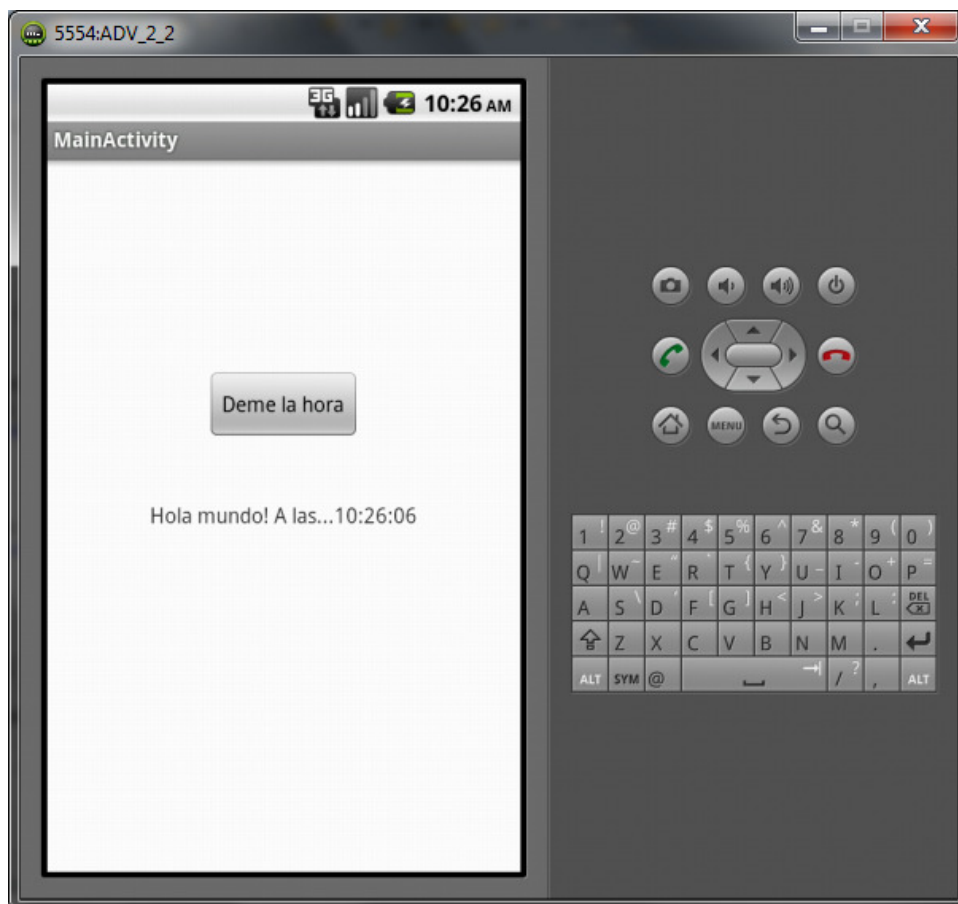 5554:ADV_2_2
3G 10:26 AM
MainActivity
Deme la hora
Hola mundo! A las...10:26:06
MENU
1 ! 2 @ 3 # 4 $ 5 % 6 ^ 7 & 8 * 9 ( 0 )
Q | W ~ E " R ` T { Y } U _ I - O + P =
A S \ D ' F [ G ] H < J > K ; L : DEL
Z X C V B N M .
ALT SYM @ / ? , ALT